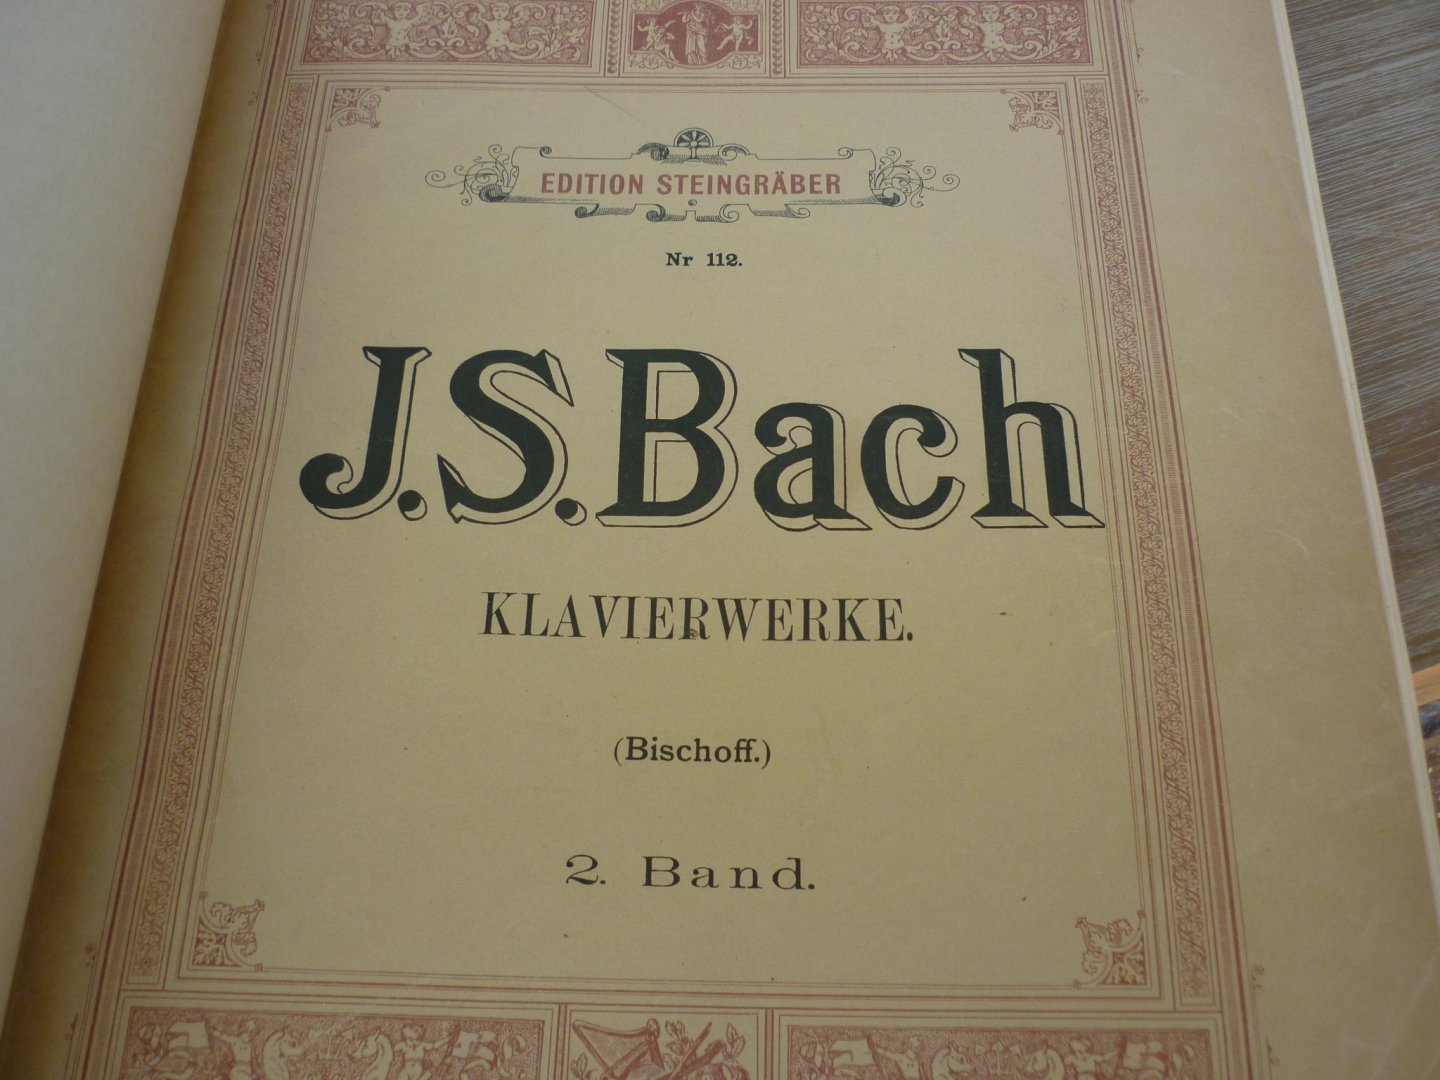 EDITION STEINGRÄBER
Nr 112.
J.S.Bach
KLAVIERWERKE.
(Bischoff.)
2. Band.